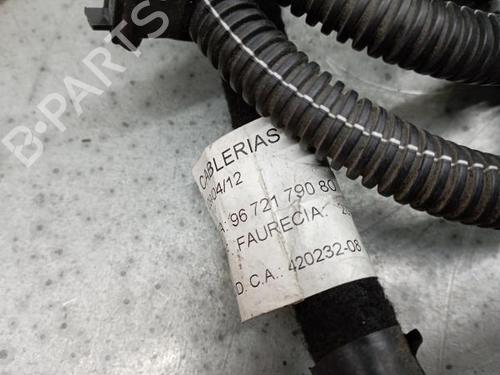 B-PARTS
CABLERIAS
04/12
96 721 790 80
FAURECIA:
D.C.A.: 420232-08